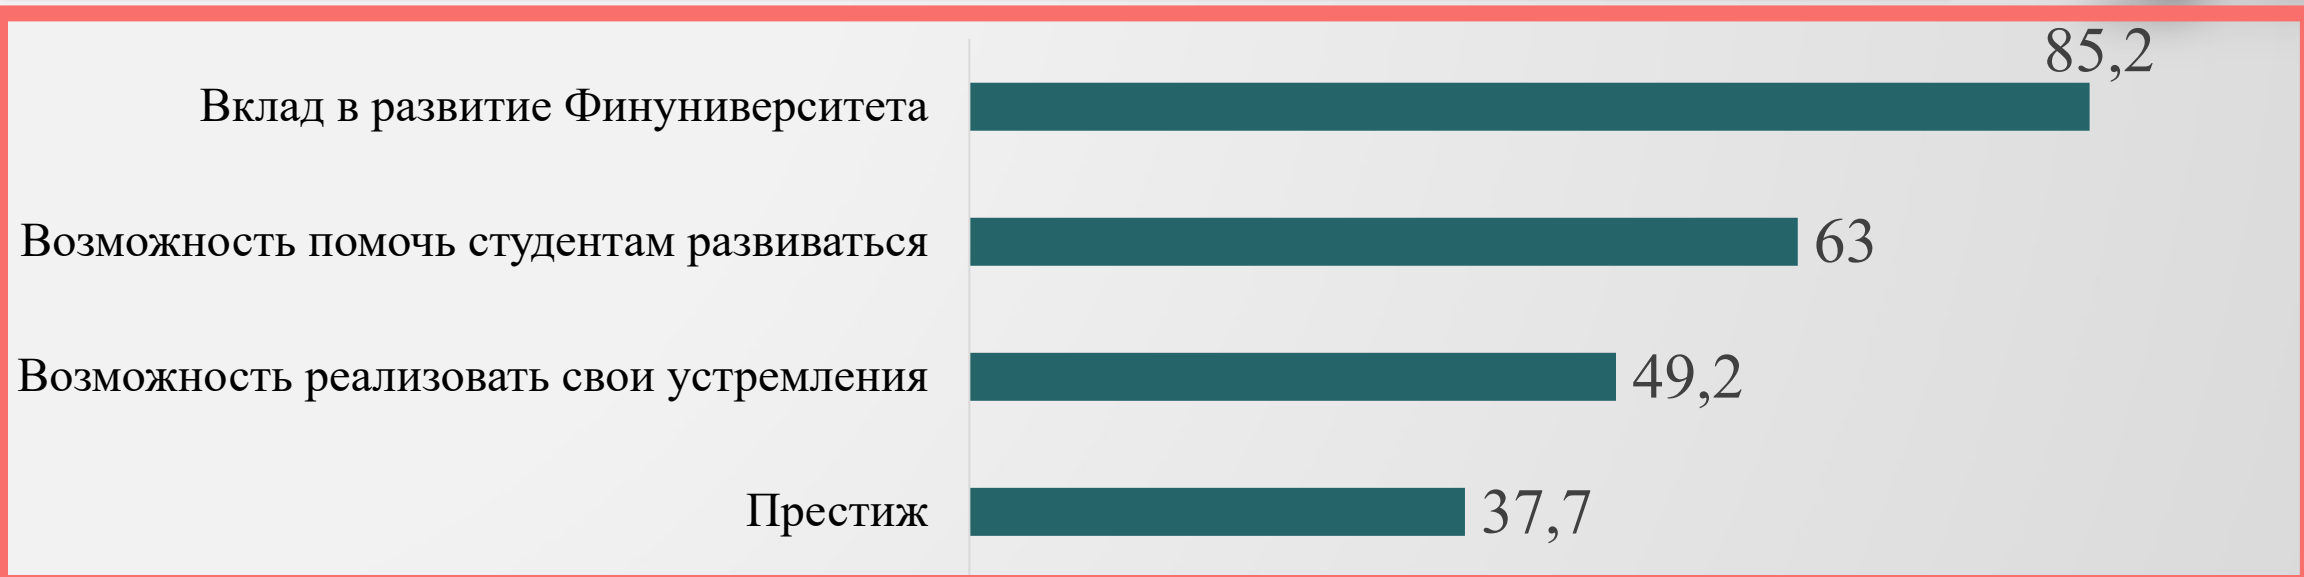 85,2
Вклад в развитие Финуниверситета
Возможность помочь студентам развиваться 63
Возможность реализовать свои устремления 49,2
Престиж 37,7